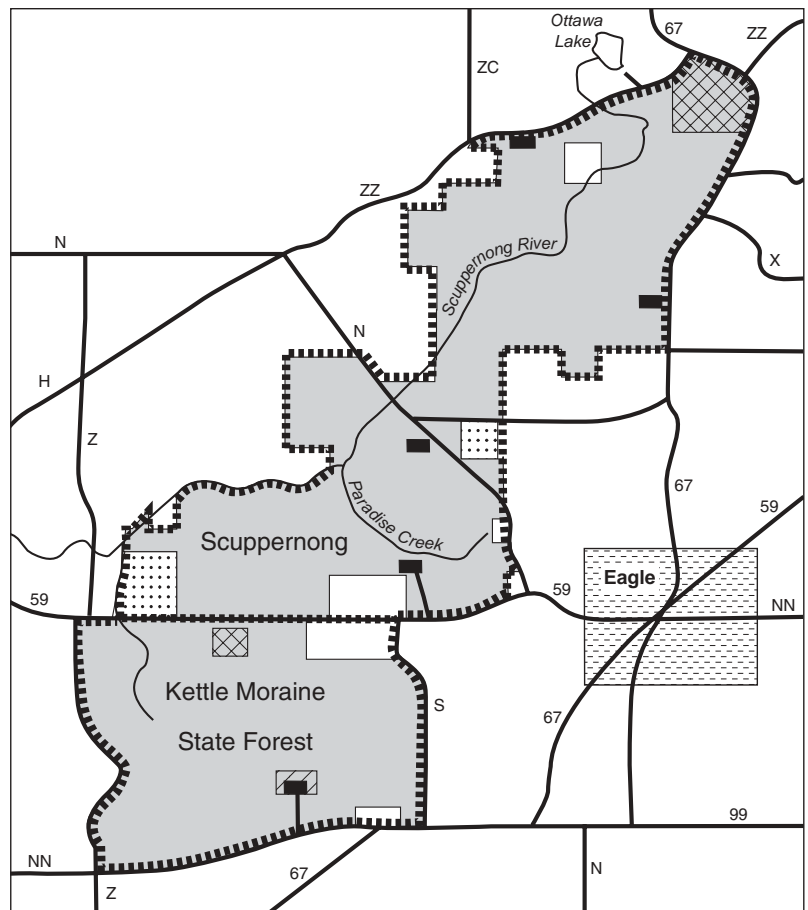 Ottawa
Lake
67
ZZ
ZC
ZZ
N
Scuppernong River
X
N
H
Z
67
59
Paradise Creek
Scuppernong
Eagle
59
59
NN
Kettle Moraine
S
67
State Forest
99
NN
67
N
Z